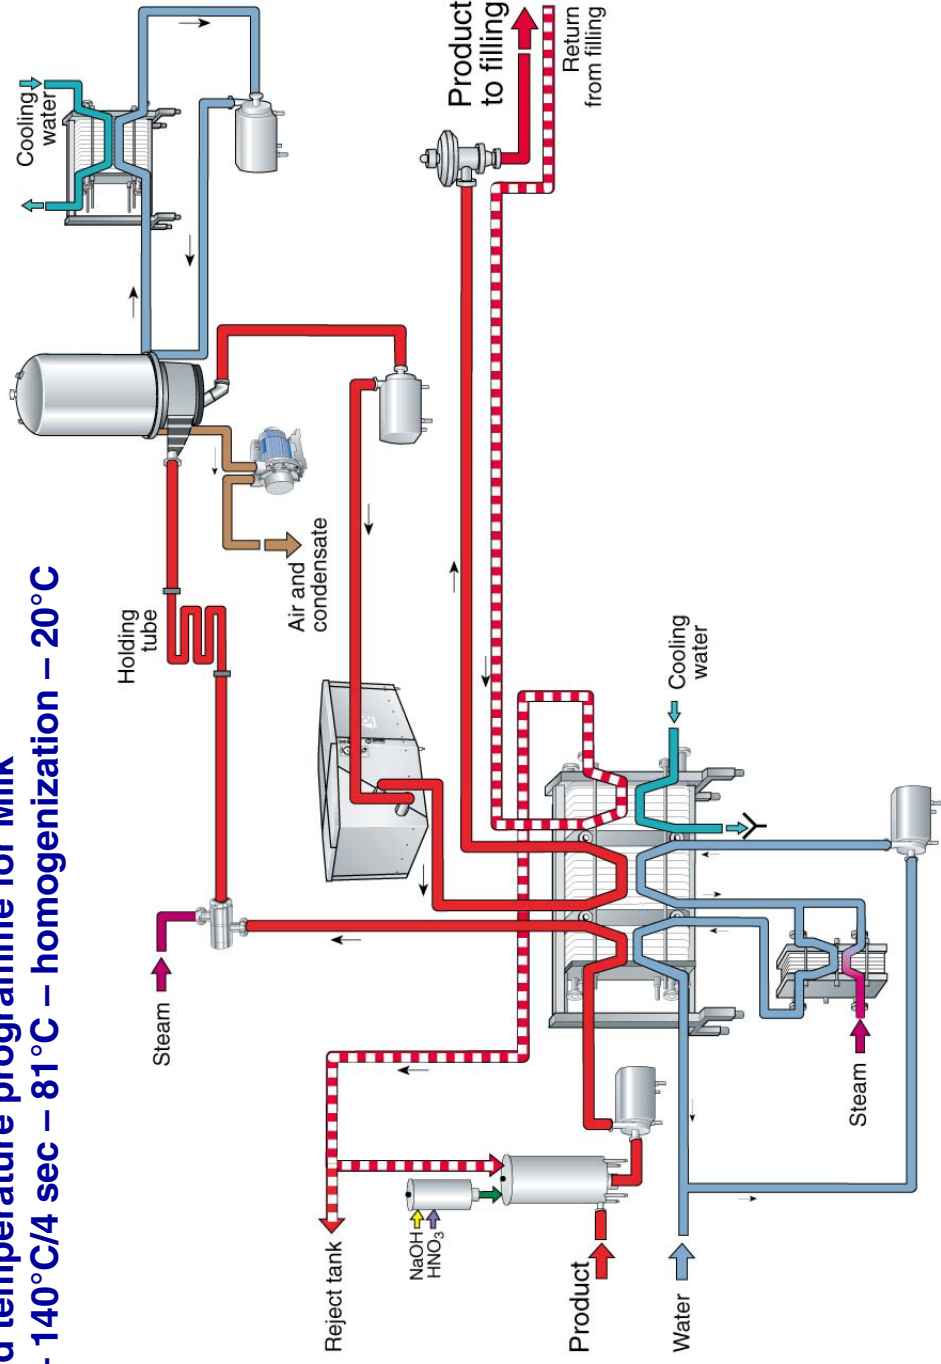 temperature programme for Milk
- 140°C/4 sec – 81°C – homogenization – 20°C
Cooling
water
Holding
tube
Steam
Air and
condensate
Reject tank
NaOH
HNO₃
Product
to filling
Return
from filling
Product
Water
Cooling
water
Steam